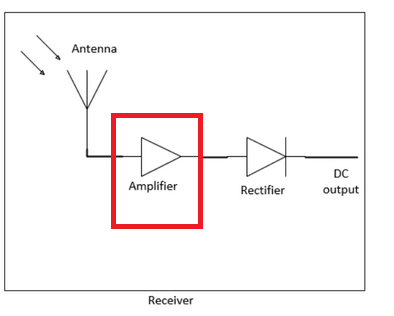 Antenna
Amplifier
Rectifier
DC
output
Receiver